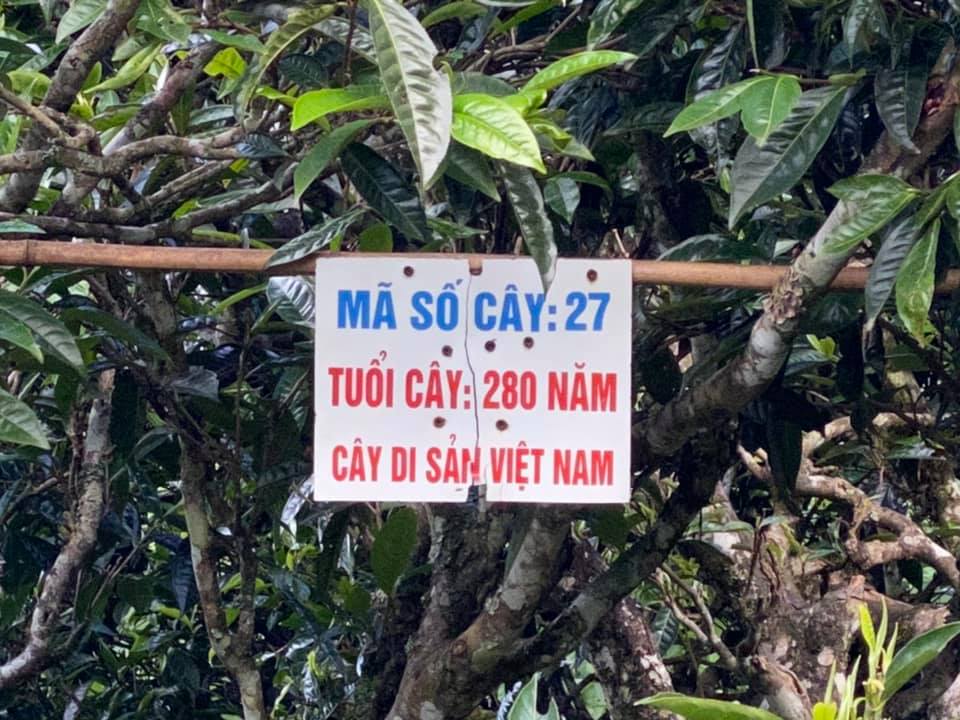 MÃ SỐ CÂY: 27
TUỔI CÂY: 280 NĂM
CÂY DI SẢN VIỆT NAM